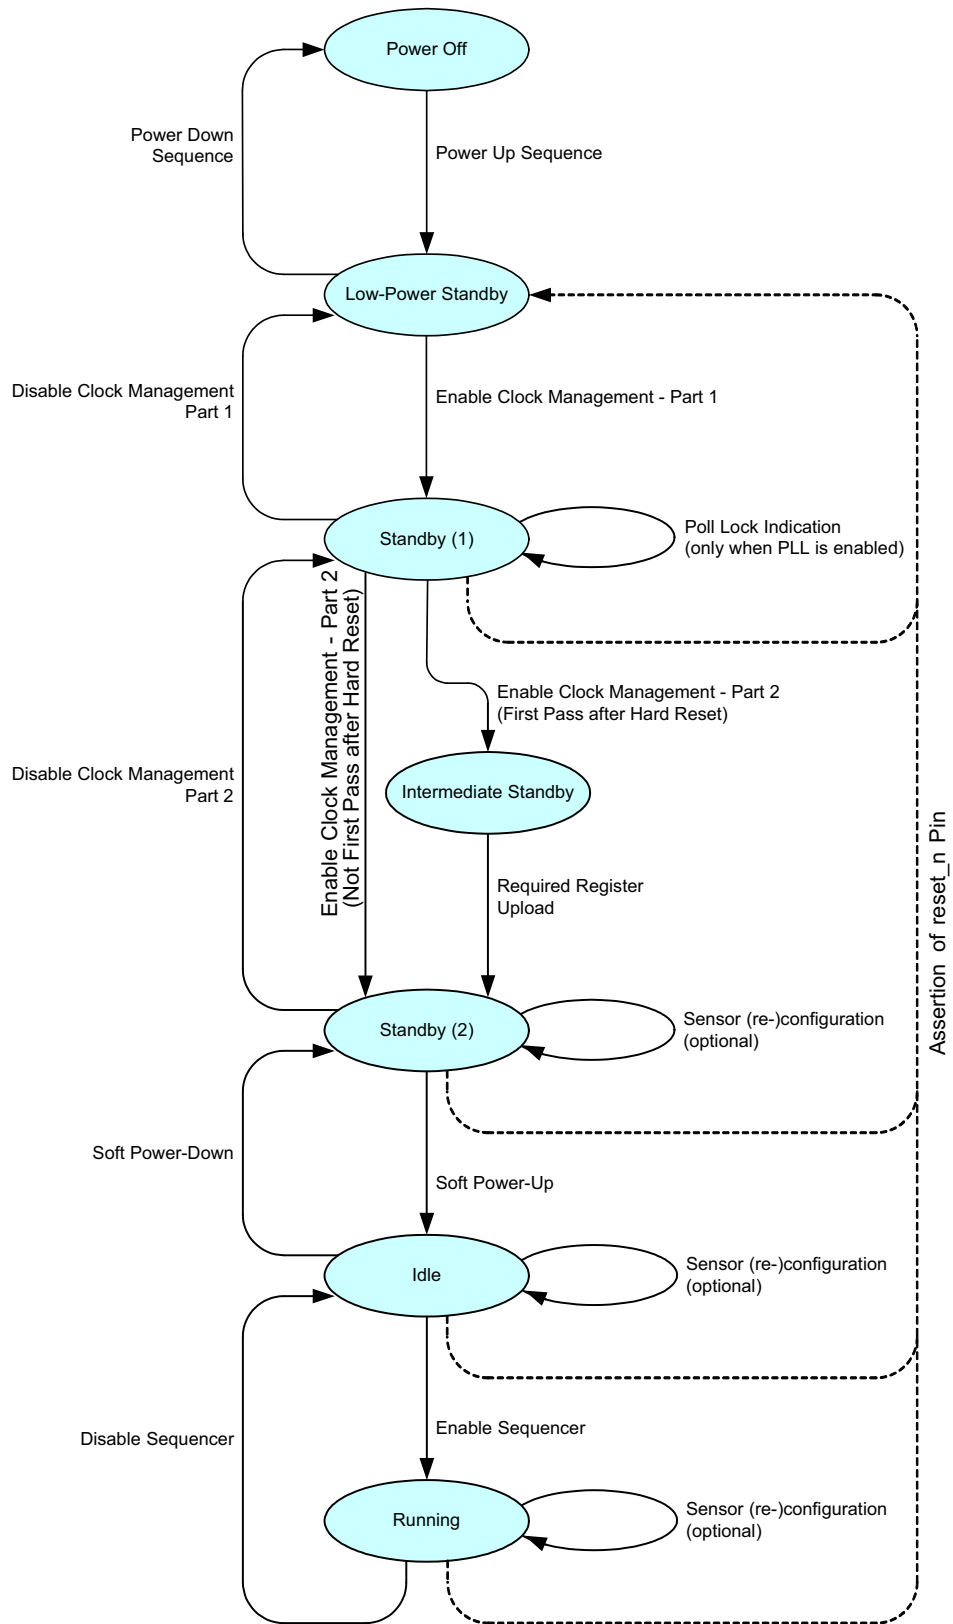 Power Off
Power Down
Sequence
Power Up Sequence
Low-Power Standby
Disable Clock Management
Part 1
Enable Clock Management - Part 1
Standby (1)
Poll Lock Indication
(only when PLL is enabled)
Enable Clock Management - Part 2
(Not First Pass after Hard Reset)
Enable Clock Management - Part 2
(First Pass after Hard Reset)
Disable Clock Management
Part 2
Intermediate Standby
Required Register
Upload
Assertion of reset_n Pin
Standby (2)
Sensor (re-)configuration
(optional)
Soft Power-Down
Soft Power-Up
Idle
Sensor (re-)configuration
(optional)
Disable Sequencer
Enable Sequencer
Running
Sensor (re-)configuration
(optional)